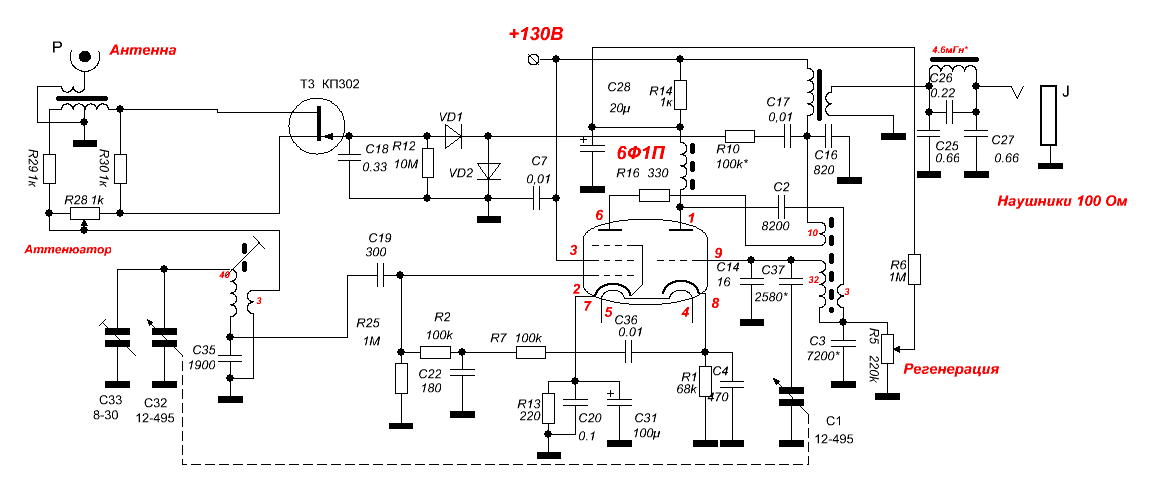 +130В
P
Антенна
4.6мГн*
C26
0.22
J
T3 КП302
C28
20µ
R14
1к
C17
0,01
VD1
R12
10M
C18
0.33
VD2
C7
0,01
+
6Ф1П
R10
100k*
C16
820
C25
0.66
C27
0.66
R29 1k
R30 1k
R16 330
Наушники 100 Ом
R28 1k
Аттенюатор
C2
8200
6
1
10
C19
300
3
9
C14
16
C37
2580*
32
3
R6
1M
40
3
2
7
5
4
8
R25
1M
R2
100k
R7 100k
C36
0.01
C3
7200*
R5 220k
Регенерация
C35
1900
C22
180
R1
68k
C4
470
C33
8-30
C32
12-495
R13
220
C20
0.1
+
C31
100µ
C1
12-495